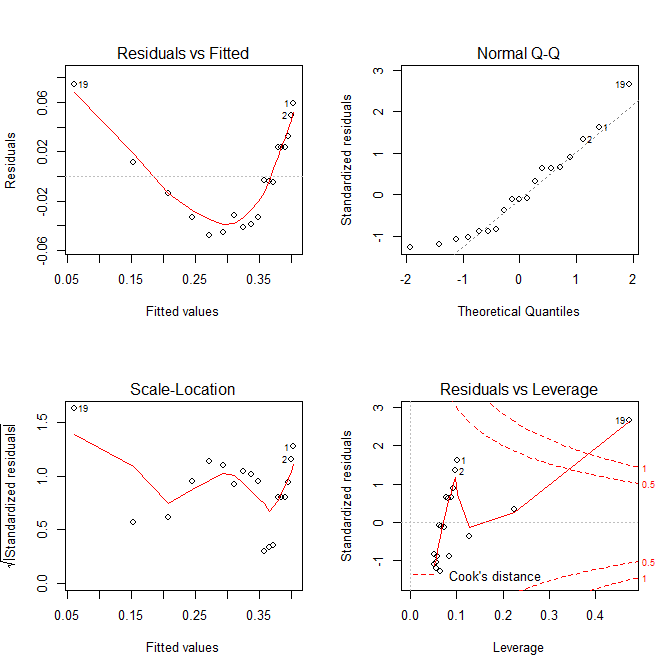 Residuals vs Fitted
Residuals
-0.06 -0.02 0.02 0.06
19
1
2
0.05 0.15 0.25 0.35
Fitted values
Normal Q-Q
Standardized residuals
-1 0 1 2 3
19
1
2
-2 -1 0 1 2
Theoretical Quantiles
Scale-Location
√|Standardized residuals|
0.0 0.5 1.0 1.5
19
1
2
0.05 0.15 0.25 0.35
Fitted values
Residuals vs Leverage
Standardized residuals
-1 0 1 2 3
19
1
2
1
0.5
0.5
1
Cook's distance
0.0 0.1 0.2 0.3 0.4
Leverage